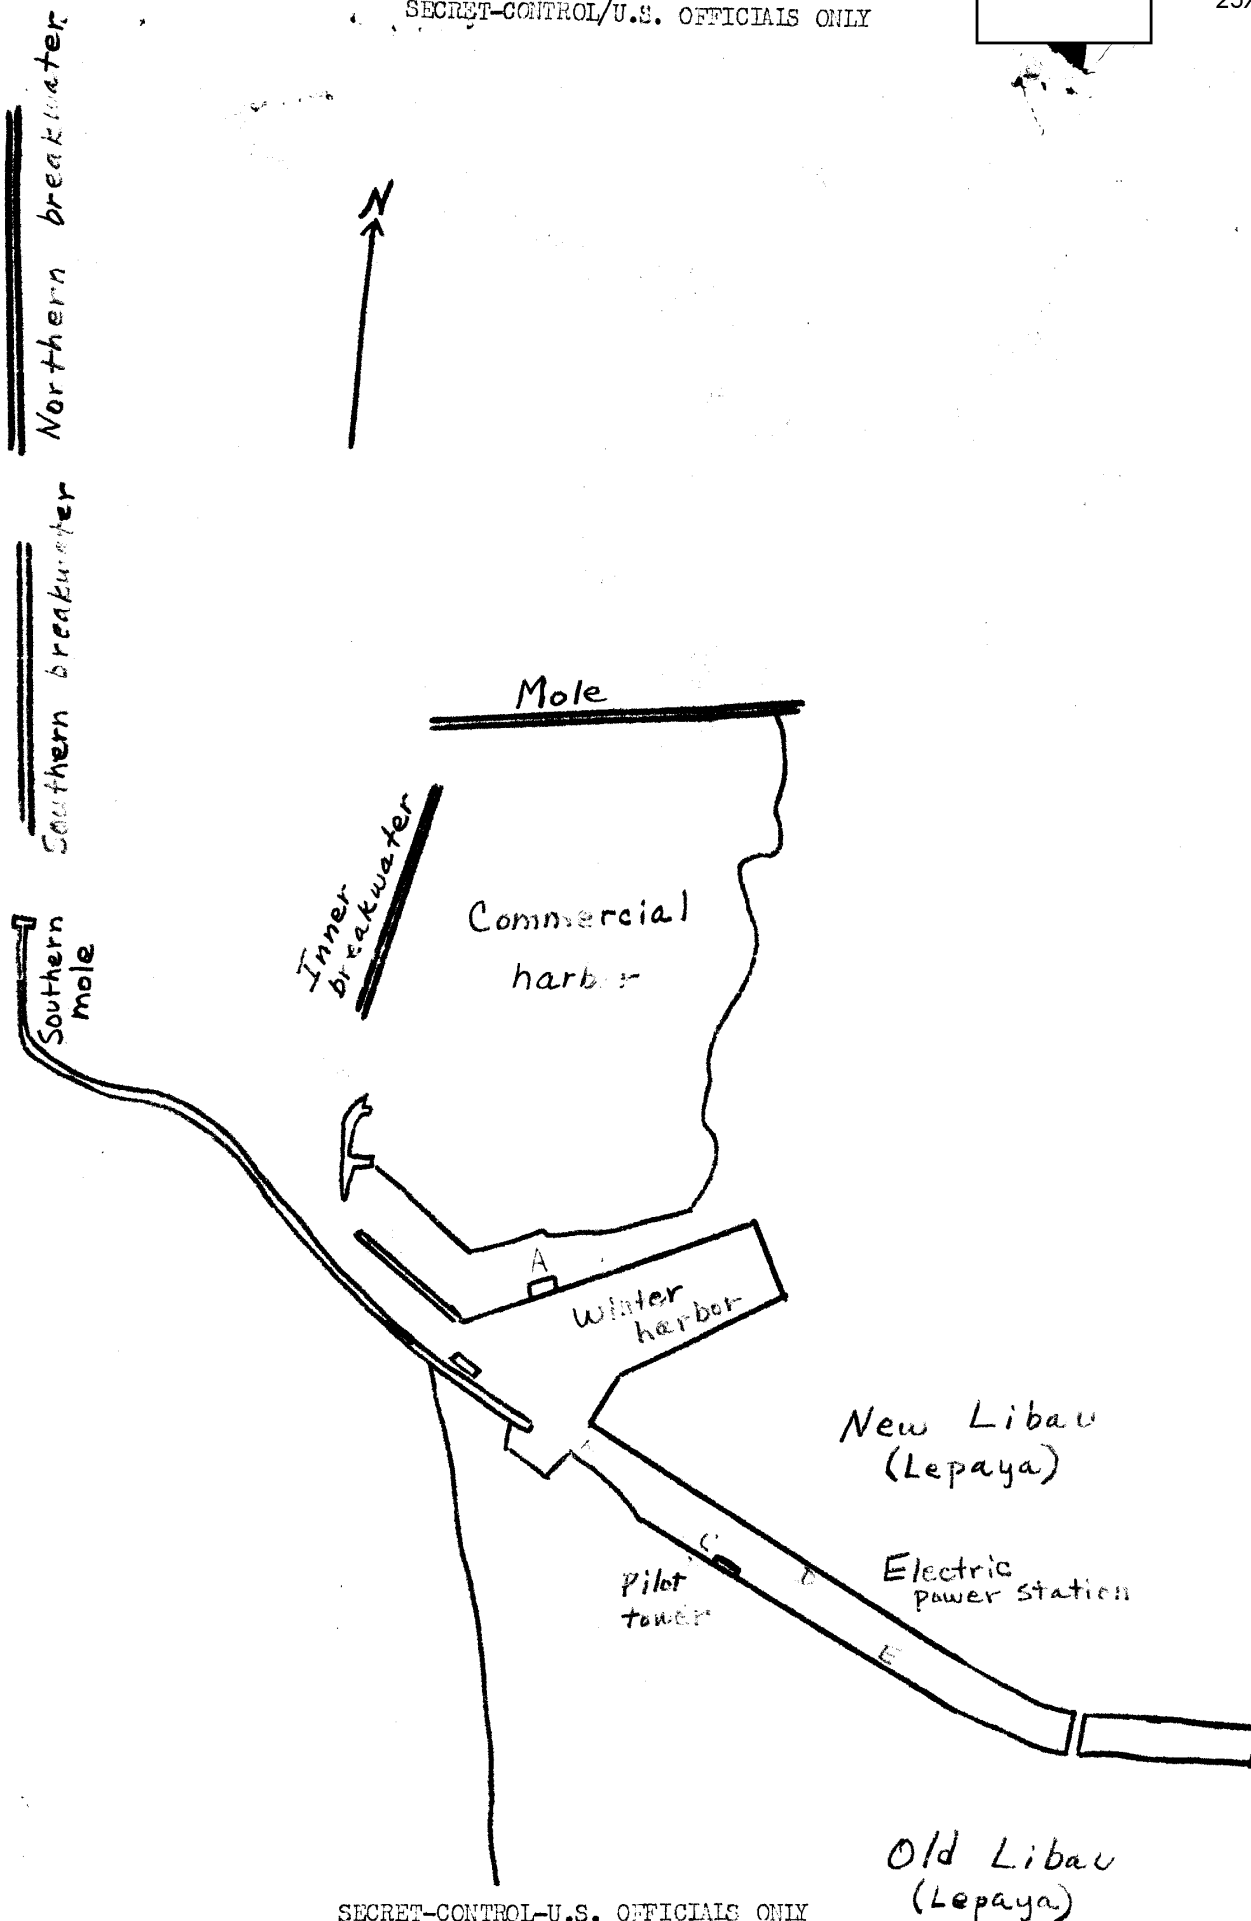 SECRET-CONTROL/U.S. OFFICIALS ONLY
Northern breakwater
N
Southern breakwater
Mole
Inner
breakwater
Commercial
harbor
Southern
mole
A
Winter
harbor
New Libau
(Lepaya)
C
Pilot
tower
Electric
power station
E
Old Libau
(Lepaya)
SECRET-CONTROL-U.S. OFFICIALS ONLY